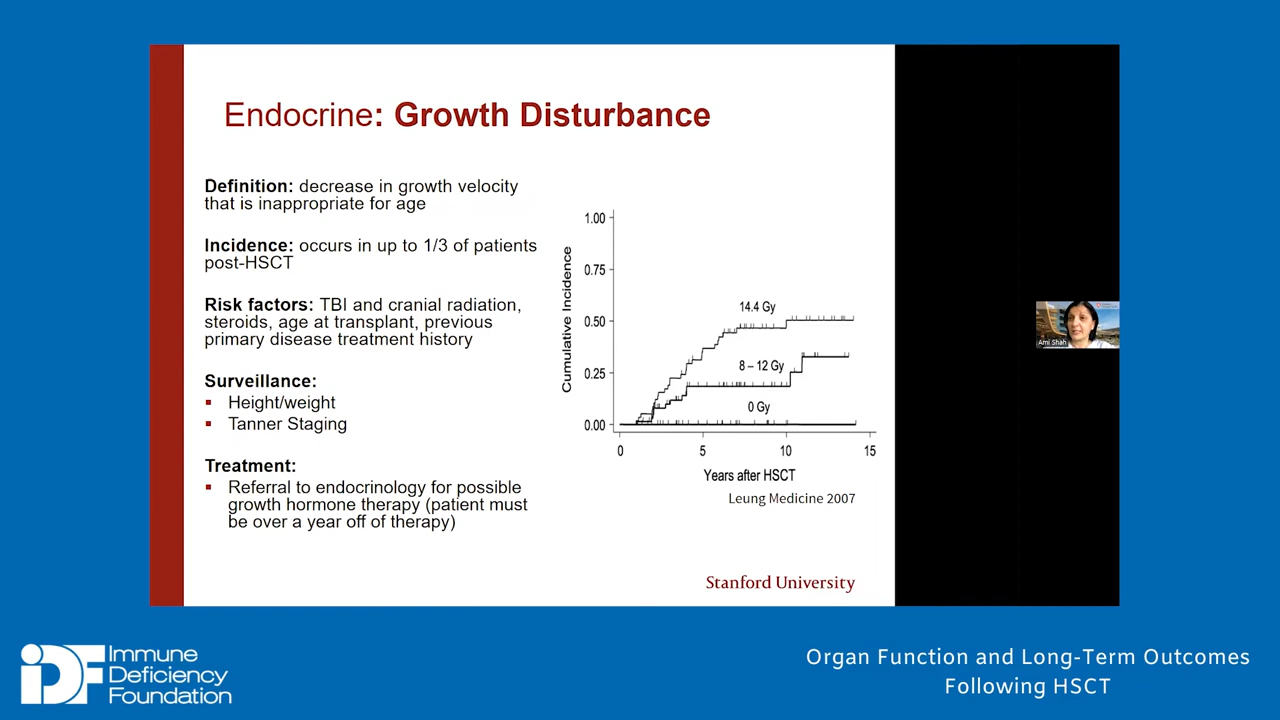 Endocrine: Growth Disturbance
Definition: decrease in growth velocity
that is inappropriate for age
Incidence: occurs in up to 1/3 of patients
post-HSCT
Risk factors: TBI and cranial radiation,
steroids, age at transplant, previous
primary disease treatment history
Surveillance:
▪ Height/weight
▪ Tanner Staging
Treatment:
▪ Referral to endocrinology for possible
growth hormone therapy (patient must
be over a year off of therapy)
Cumulative Incidence
1.00
0.75
0.50
0.25
0.00
14.4 Gy
8 – 12 Gy
0 Gy
0 5 10 15
Years after HSCT
Leung Medicine 2007
Stanford University
Ami Shah
IDF Immune
Deficiency
Foundation
Organ Function and Long-Term Outcomes
Following HSCT